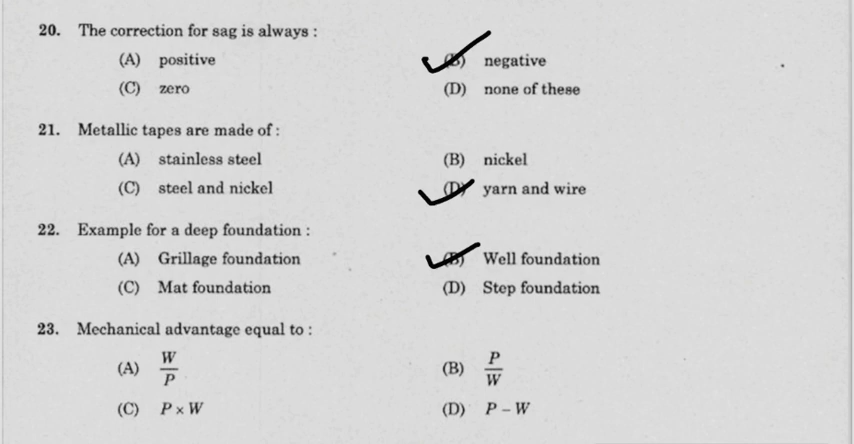 20. The correction for sag is always :
(A) positive (B) negative
(C) zero (D) none of these
21. Metallic tapes are made of :
(A) stainless steel (B) nickel
(C) steel and nickel (D) yarn and wire
22. Example for a deep foundation :
(A) Grillage foundation (B) Well foundation
(C) Mat foundation (D) Step foundation
23. Mechanical advantage equal to :
(A) W/P (B) P/W
(C) P × W (D) P – W